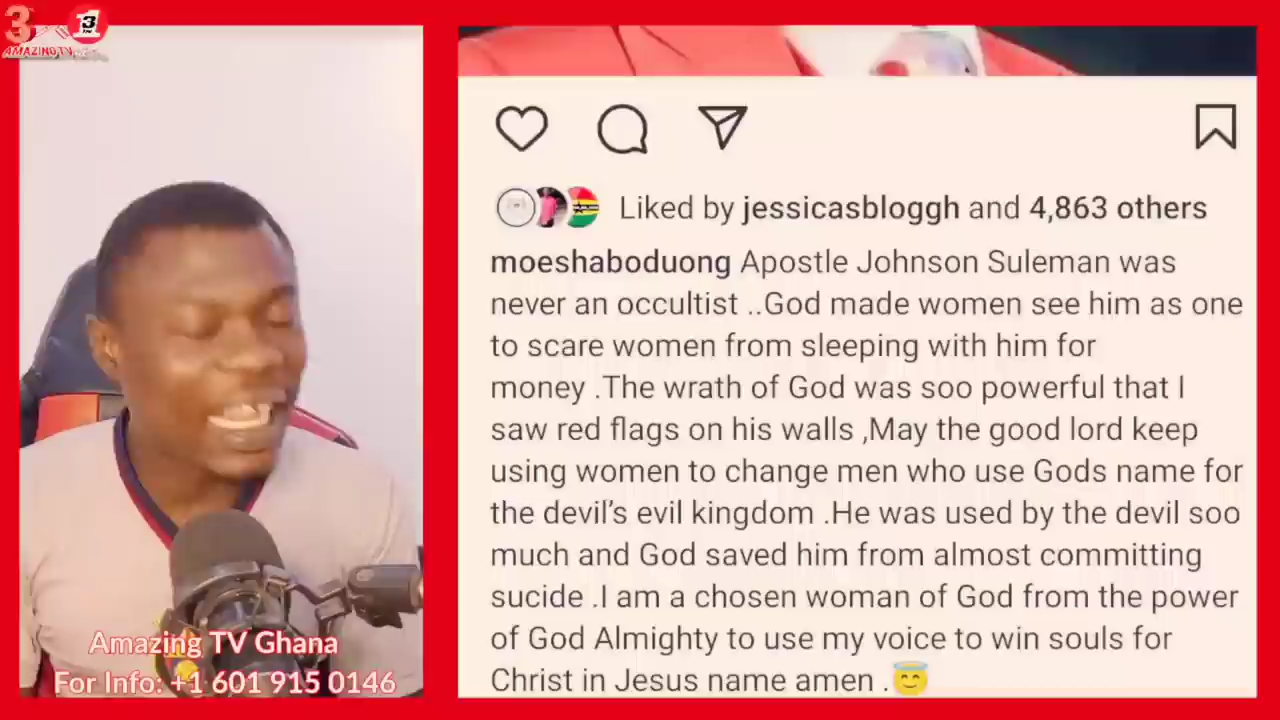 3
3
AMAZING TV
Liked by jessicasbloggh and 4,863 others
moeshaboduong Apostle Johnson Suleman was
never an occultist ..God made women see him as one
to scare women from sleeping with him for
money .The wrath of God was soo powerful that I
saw red flags on his walls ,May the good lord keep
using women to change men who use Gods name for
the devil's evil kingdom .He was used by the devil soo
much and God saved him from almost committing
sucide .I am a chosen woman of God from the power
of God Almighty to use my voice to win souls for
Christ in Jesus name amen .😇
Amazing TV Ghana
For Info: +1 601 915 0146